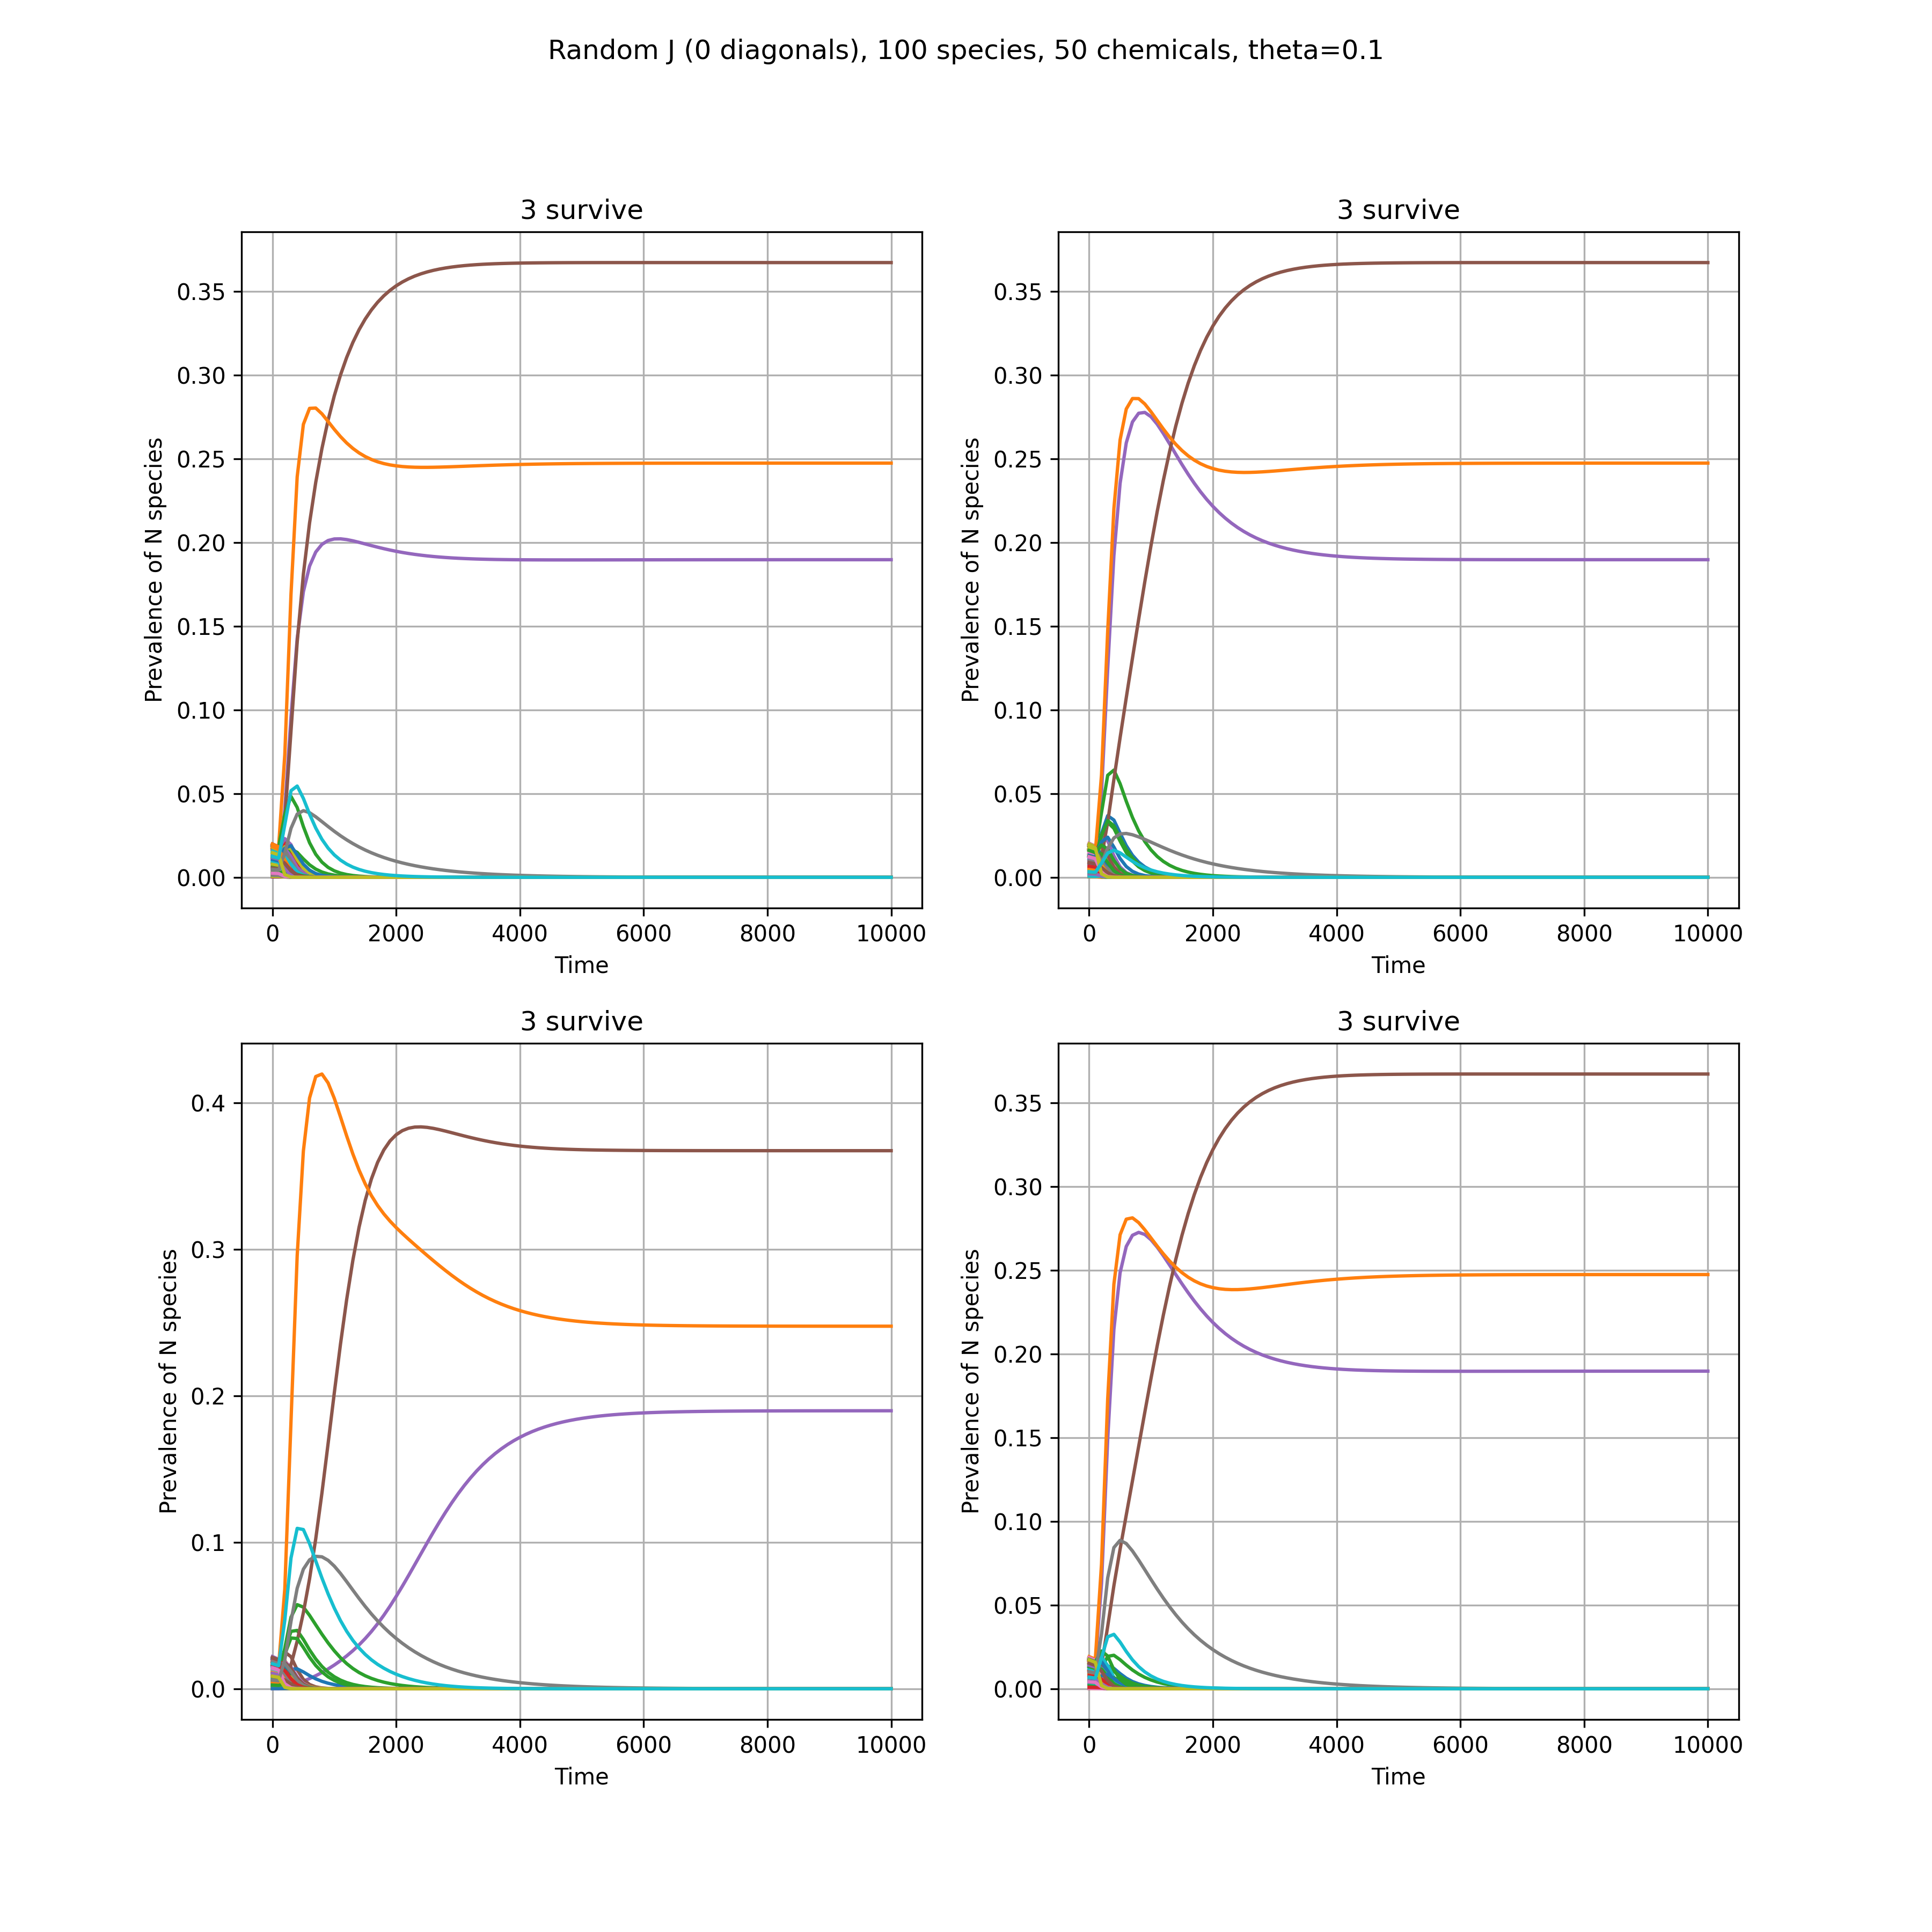 Random J (0 diagonals), 100 species, 50 chemicals, theta=0.1
3 survive
0.35
0.30
0.25
0.20
0.15
0.10
0.05
0.00
Prevalence of N species
0 2000 4000 6000 8000 10000
Time
3 survive
0.35
0.30
0.25
0.20
0.15
0.10
0.05
0.00
Prevalence of N species
0 2000 4000 6000 8000 10000
Time
3 survive
0.4
0.3
0.2
0.1
0.0
Prevalence of N species
0 2000 4000 6000 8000 10000
Time
3 survive
0.35
0.30
0.25
0.20
0.15
0.10
0.05
0.00
Prevalence of N species
0 2000 4000 6000 8000 10000
Time